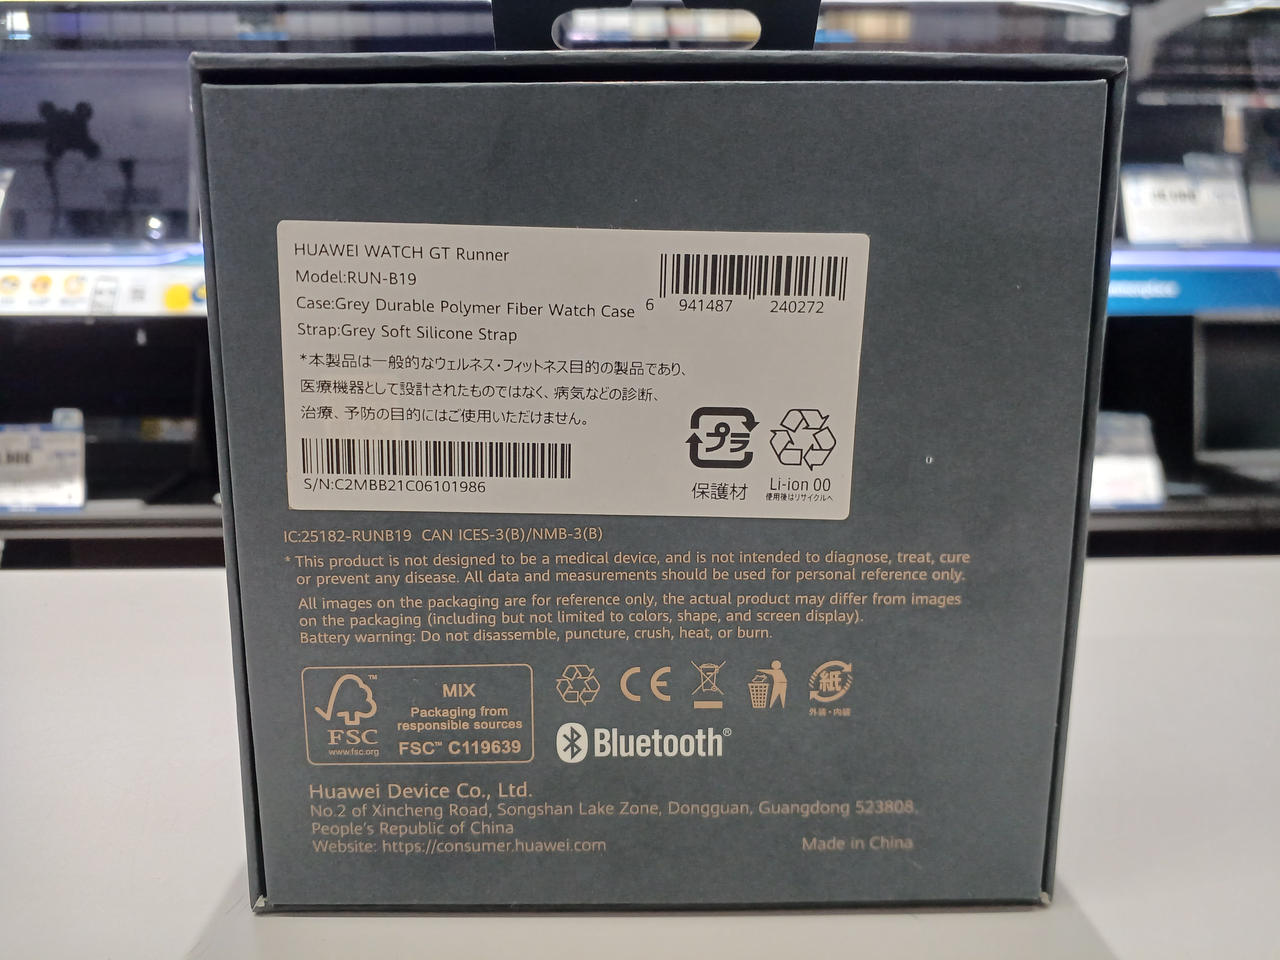 HUAWEI WATCH GT Runner
Model:RUN-B19
Case:Grey Durable Polymer Fiber Watch Case
Strap:Grey Soft Silicone Strap
6 941487 240272
*本製品は一般的なウェルネス・フィットネス目的の製品であり、
医療機器として設計されたものではなく、病気などの診断、
治療、予防の目的にはご使用いただけません。
S/N:C2MBB21C06101986
プラ
保護材
Li-ion 00
使用後はリサイクルへ
IC:25182-RUNB19 CAN ICES-3(B)/NMB-3(B)
* This product is not designed to be a medical device, and is not intended to diagnose, treat, cure
or prevent any disease. All data and measurements should be used for personal reference only.
All images on the packaging are for reference only, the actual product may differ from images
on the packaging (including but not limited to colors, shape, and screen display).
Battery warning: Do not disassemble, puncture, crush, heat, or burn.
FSC
www.fsc.org
MIX
Packaging from
responsible sources
FSC™ C119639
CE
紙
外装・内装
Bluetooth®
Huawei Device Co., Ltd.
No.2 of Xincheng Road, Songshan Lake Zone, Dongguan, Guangdong 523808,
People's Republic of China
Website: https://consumer.huawei.com
Made in China